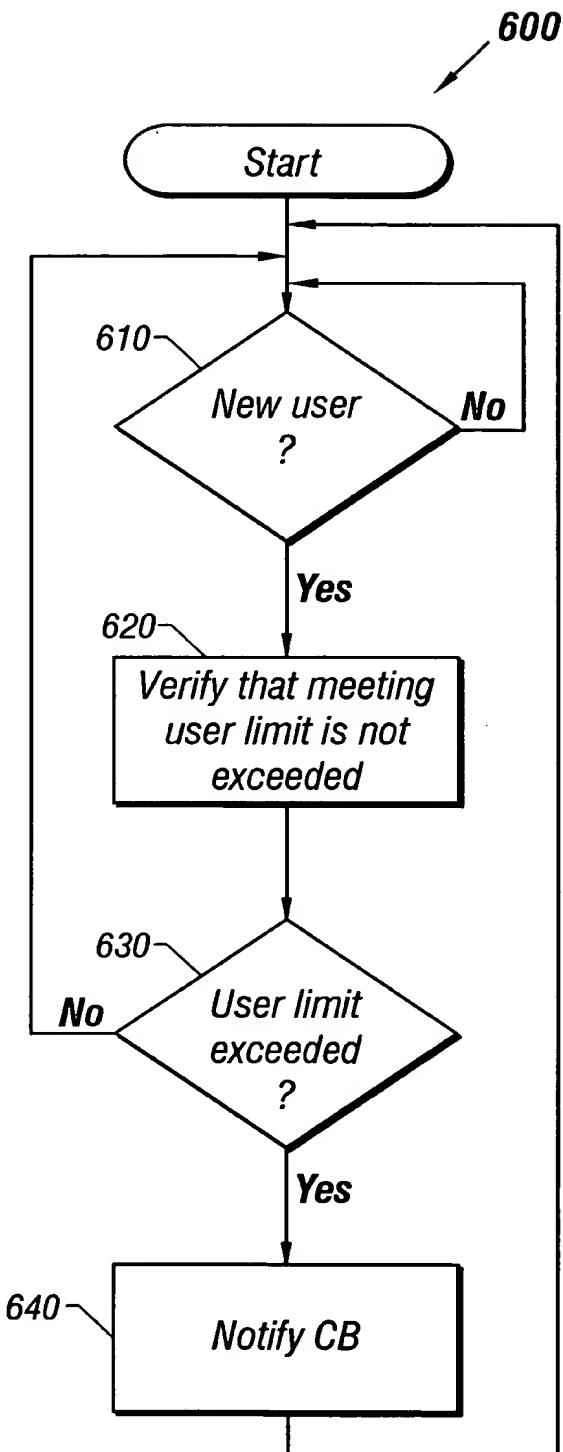 600
Start
610
New user
?
No
Yes
620
Verify that meeting
user limit is not
exceeded
630
User limit
exceeded
?
No
Yes
640
Notify CB